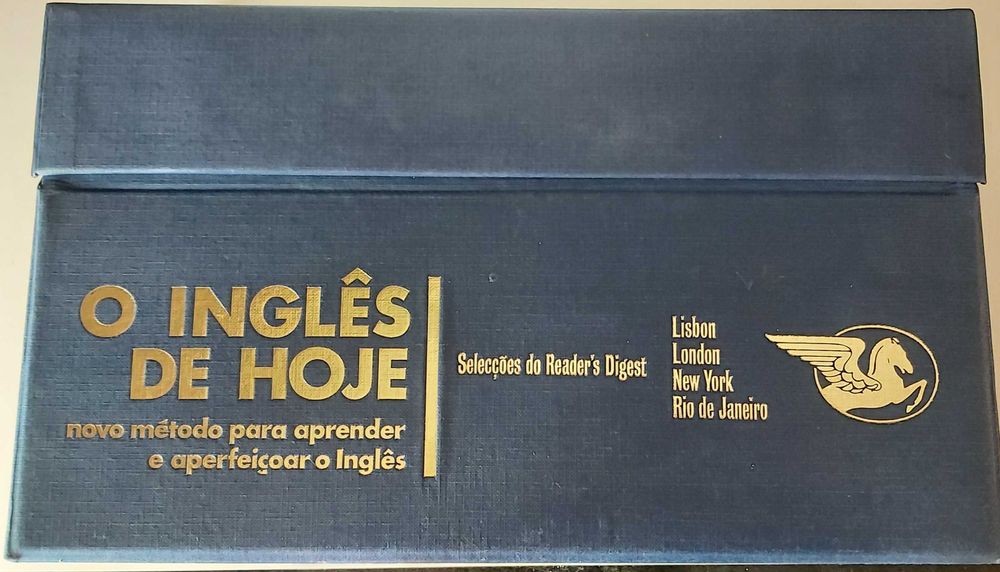 O INGLÊS
DE HOJE
novo método para aprender
e aperfeiçoar o Inglês
Selecções do Reader's Digest
Lisbon
London
New York
Rio de Janeiro